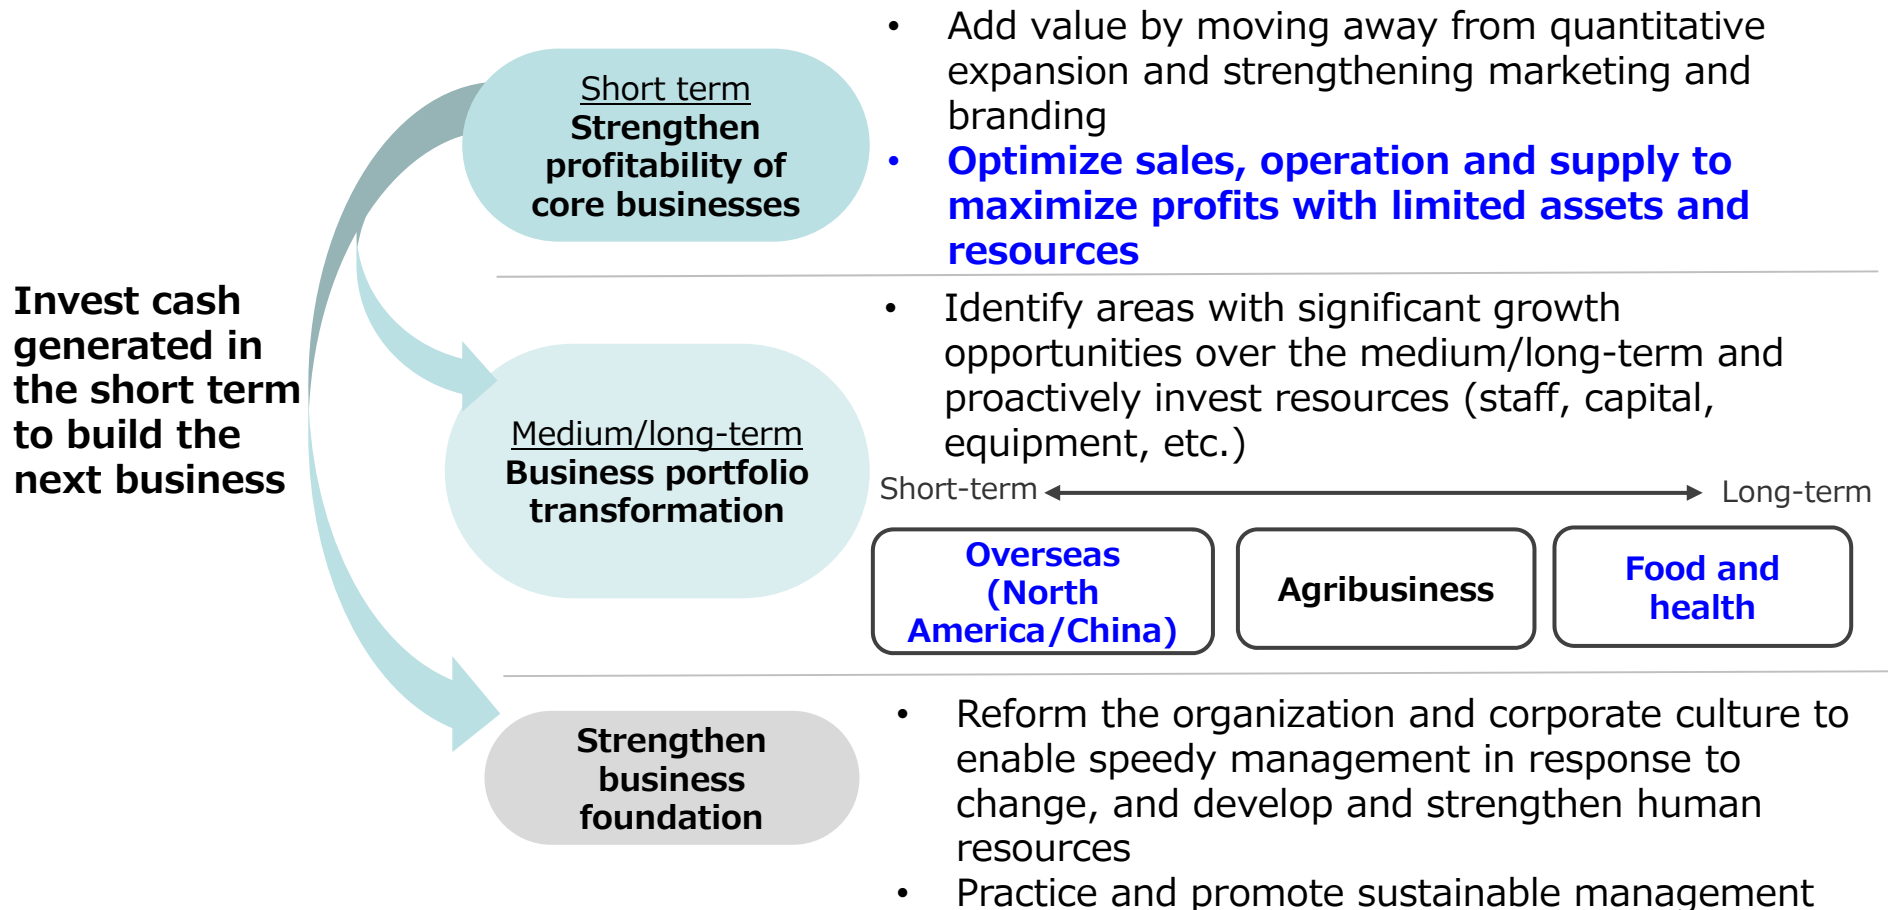 Invest cash
generated in
the short term
to build the
next business
Short term
Strengthen
profitability of
core businesses
• Add value by moving away from quantitative
expansion and strengthening marketing and
branding
• Optimize sales, operation and supply to
maximize profits with limited assets and
resources
Medium/long-term
Business portfolio
transformation
• Identify areas with significant growth
opportunities over the medium/long-term and
proactively invest resources (staff, capital,
equipment, etc.)
Short-term
Long-term
Overseas
(North
America/China)
Agribusiness
Food and
health
Strengthen
business
foundation
• Reform the organization and corporate culture to
enable speedy management in response to
change, and develop and strengthen human
resources
• Practice and promote sustainable management